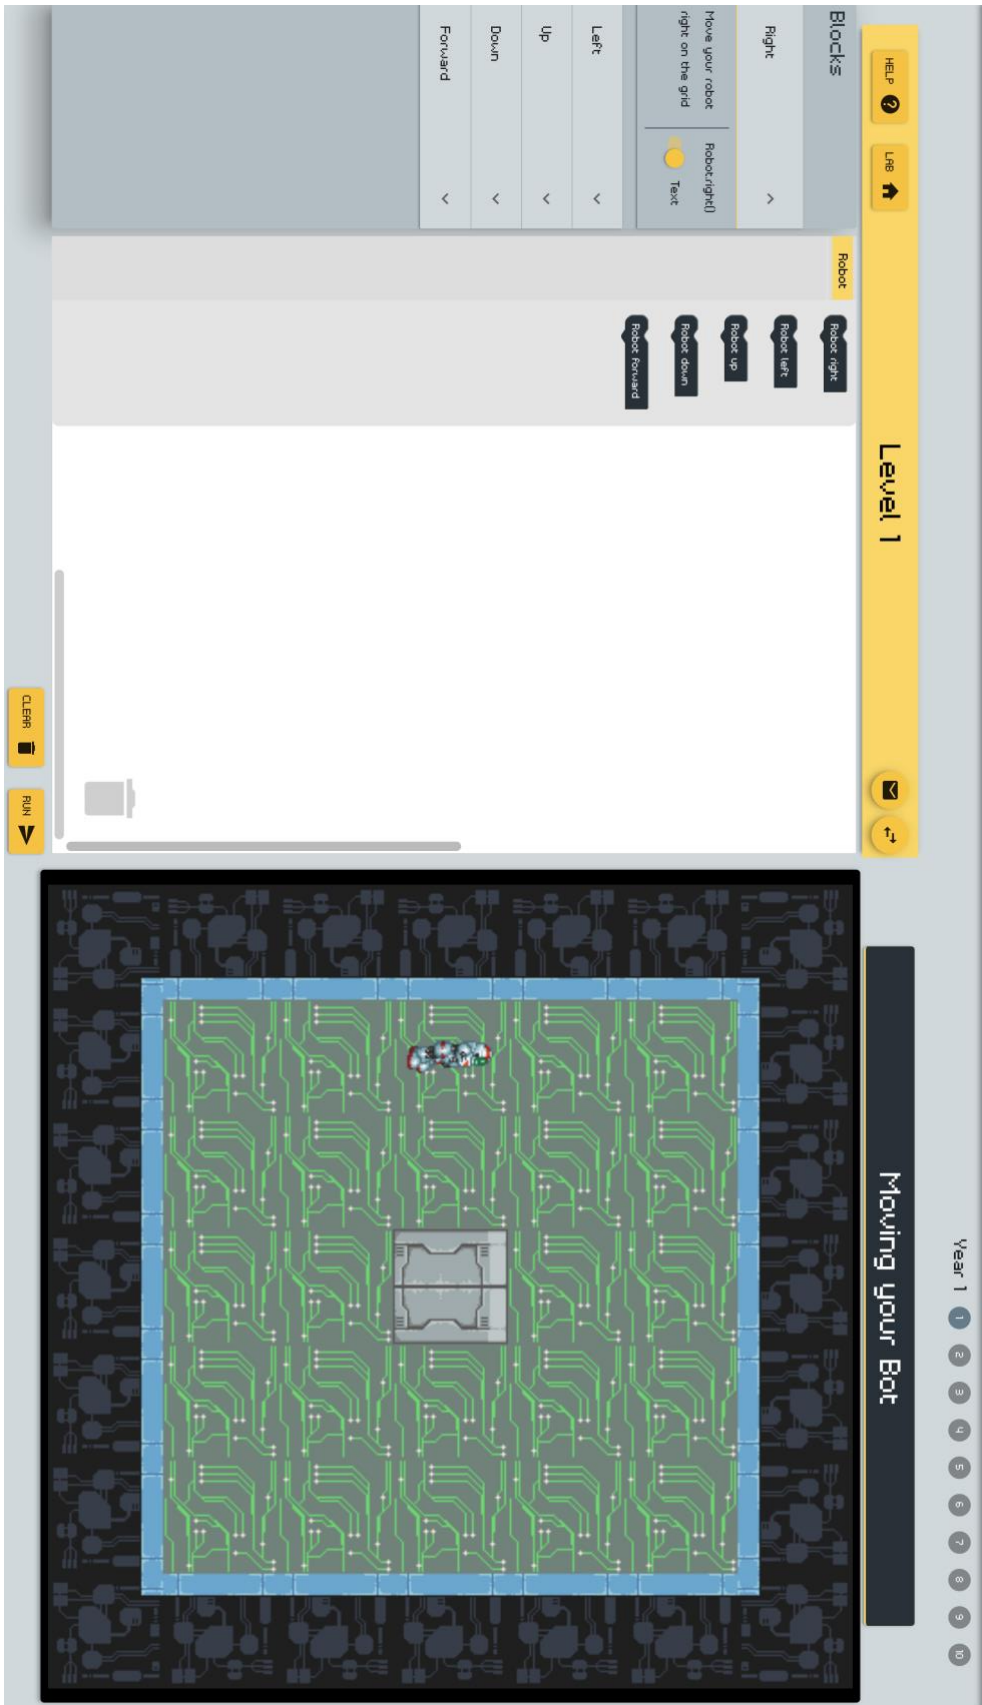 Year 1 1 2 3 4 5 6 7 8 9 10
HELP
LAB
Level 1
Moving your Bot
Blocks
Right
Move your robot
right on the grid
Robot.right()
Text
Left
Up
Down
Forward
Robot
Robot right
Robot left
Robot up
Robot down
Robot forward
CLEAR
RUN